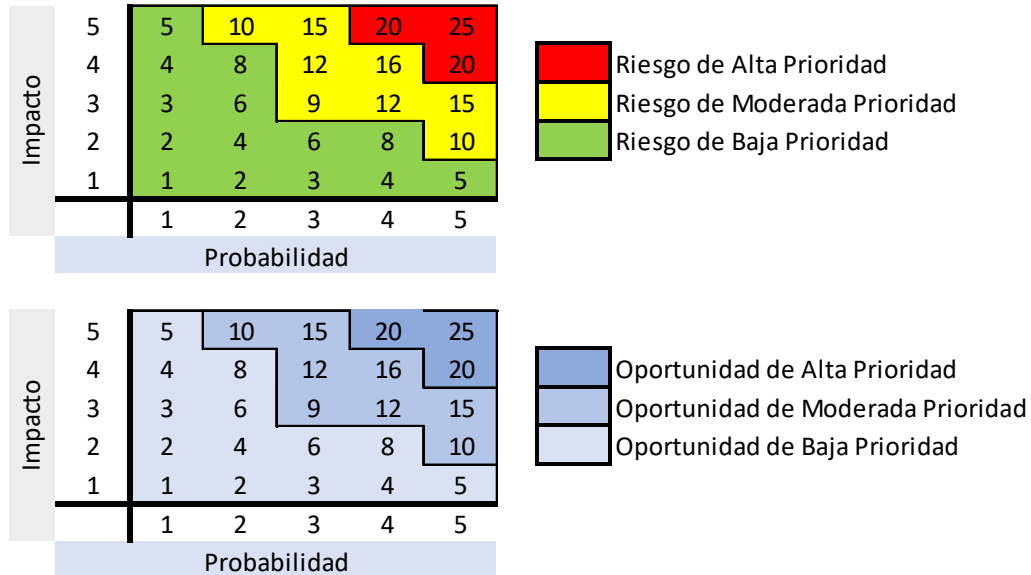 5 5 10 15 20 25
4 4 8 12 16 20 Riesgo de Alta Prioridad
3 3 6 9 12 15 Riesgo de Moderada Prioridad
2 2 4 6 8 10 Riesgo de Baja Prioridad
1 1 2 3 4 5
1 2 3 4 5
Impacto
Probabilidad
5 5 10 15 20 25
4 4 8 12 16 20 Oportunidad de Alta Prioridad
3 3 6 9 12 15 Oportunidad de Moderada Prioridad
2 2 4 6 8 10 Oportunidad de Baja Prioridad
1 1 2 3 4 5
1 2 3 4 5
Impacto
Probabilidad